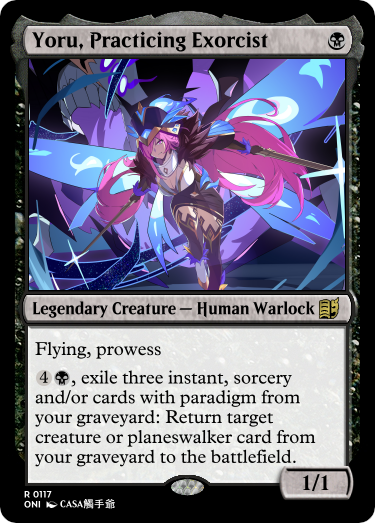 Yoru, Practicing Exorcist
Legendary Creature — Human Warlock
Flying, prowess
4, exile three instant, sorcery
and/or cards with paradigm from
your graveyard: Return target
creature or planeswalker card from
your graveyard to the battlefield.
1/1
R 0117
ONI CASA觸手爺